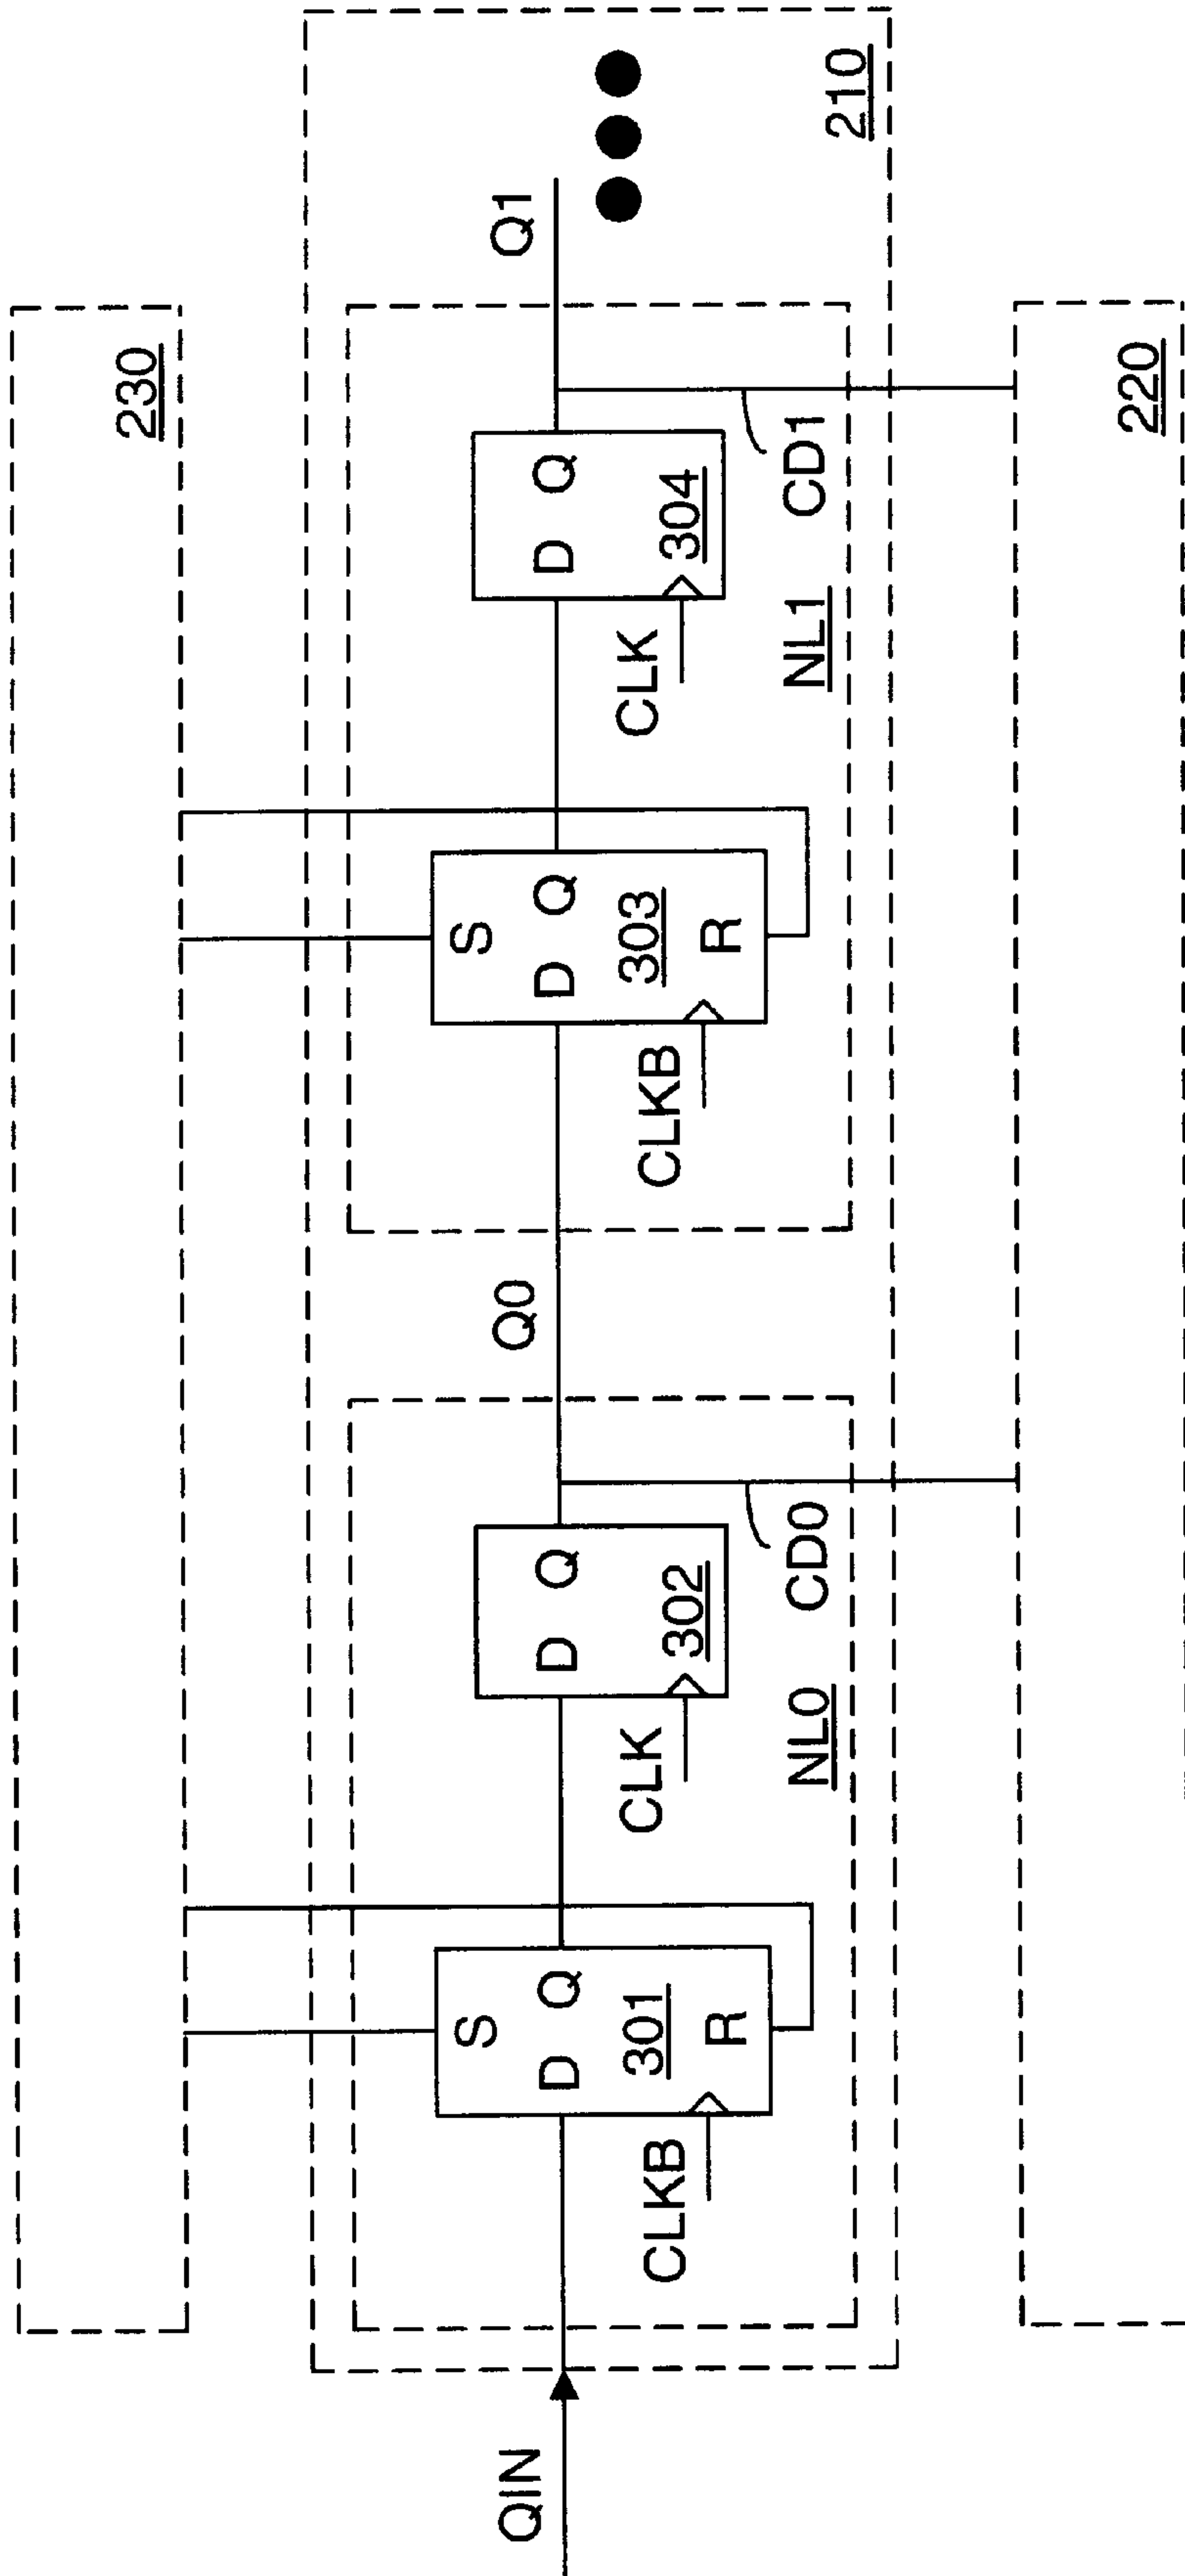 230
210
QIN
S
D Q
301
R
CLKB
D Q
302
CLK
NL0
CD0
Q0
S
D Q
303
R
CLKB
D Q
304
CLK
NL1
CD1
Q1
220